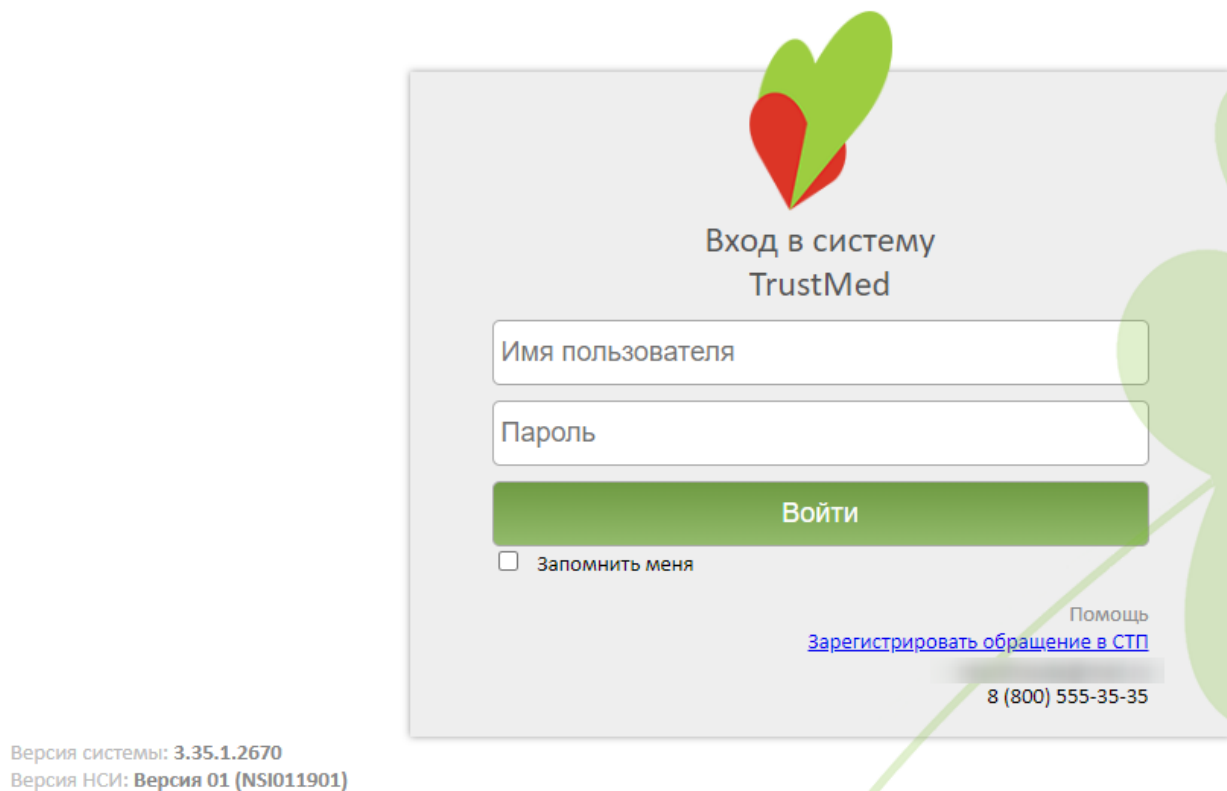 Вход в систему
TrustMed
Имя пользователя
Пароль
Войти
Запомнить меня
Помощь
Зарегистрировать обращение в СТП
8 (800) 555-35-35
Версия системы: 3.35.1.2670
Версия НСИ: Версия 01 (NSI011901)